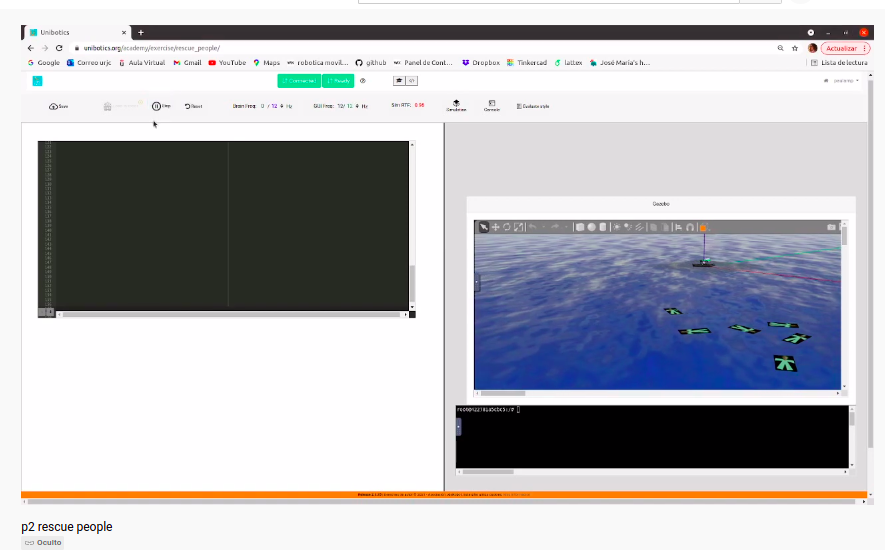 Unibotics
unibotics.org/academy/exercise/rescue_people/
Actualizar
Google Correo urjc Aula Virtual Gmail YouTube Maps robotica movil... github Panel de Cont... Dropbox Tinkercad lattex José María's h... Lista de lectura
Connected Ready
Save Stop Reset Brain Freq: 0 / 12 Hz GUI Freq: 12/ 12 Hz Sim RTF: 0.98 Simulation Console Evaluate style
Gazebo
p2 rescue people
Oculto